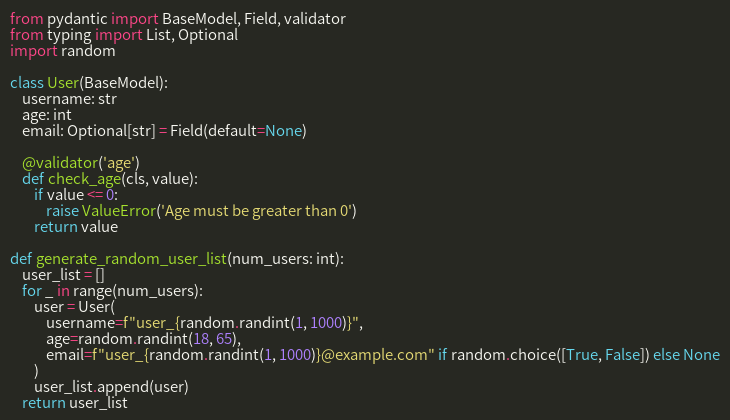 from pydantic import BaseModel, Field, validator
from typing import List, Optional
import random

class User(BaseModel):
    username: str
    age: int
    email: Optional[str] = Field(default=None)

    @validator('age')
    def check_age(cls, value):
        if value <= 0:
            raise ValueError('Age must be greater than 0')
        return value

def generate_random_user_list(num_users: int):
    user_list = []
    for _ in range(num_users):
        user = User(
            username=f"user_{random.randint(1, 1000)}",
            age=random.randint(18, 65),
            email=f"user_{random.randint(1, 1000)}@example.com" if random.choice([True, False]) else None
        )
        user_list.append(user)
    return user_list